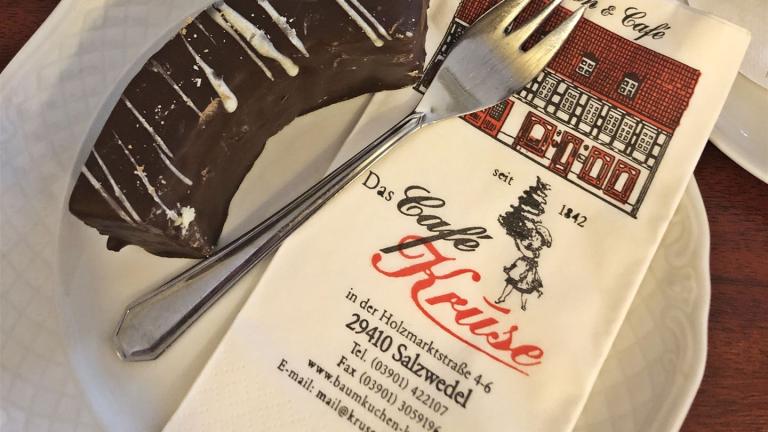 & Café
seit 1842
Das Café
Kruse
in der Holzmarktstraße 4-6
29410 Salzwedel
Tel. (03901) 422107
Fax (03901) 3059196
www.baumkuchen-
E-mail: mail@kruse